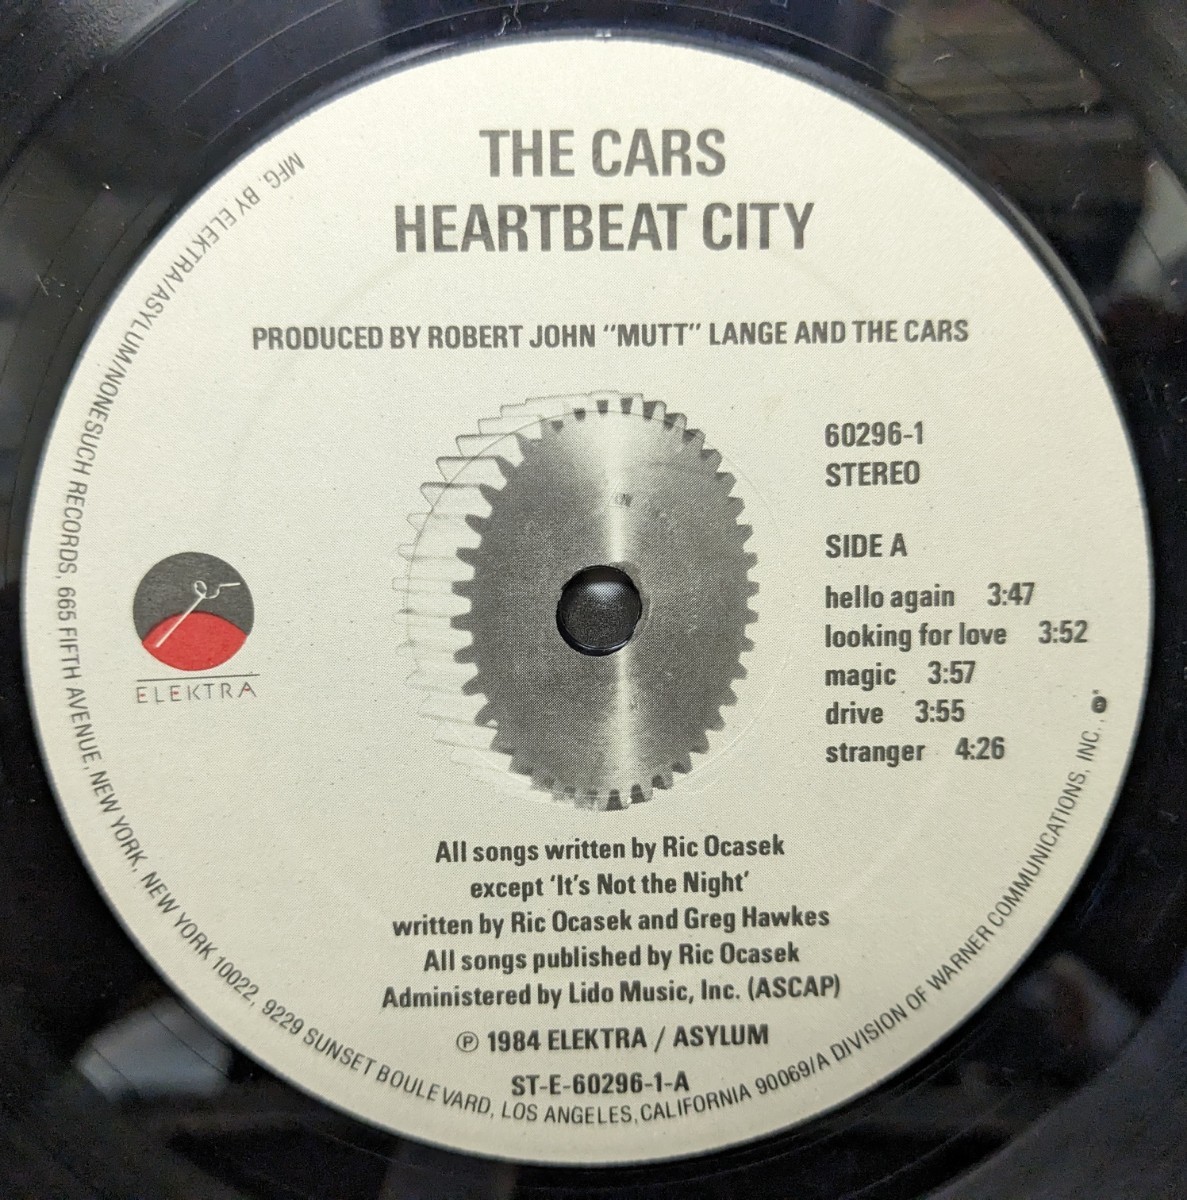 THE CARS
HEARTBEAT CITY
PRODUCED BY ROBERT JOHN "MUTT" LANGE AND THE CARS
60296-1
STEREO
SIDE A
hello again 3:47
looking for love 3:52
magic 3:57
drive 3:55
stranger 4:26
ELEKTRA
All songs written by Ric Ocasek
except 'It's Not the Night'
written by Ric Ocasek and Greg Hawkes
All songs published by Ric Ocasek
Administered by Lido Music, Inc. (ASCAP)
℗ 1984 ELEKTRA / ASYLUM
ST-E-60296-1-A
MFG. BY ELEKTRA/ASYLUM/NONESUCH RECORDS, 665 FIFTH AVENUE, NEW YORK, NEW YORK 10022, 9229 SUNSET BOULEVARD, LOS ANGELES, CALIFORNIA 90069/A DIVISION OF WARNER COMMUNICATIONS, INC.,